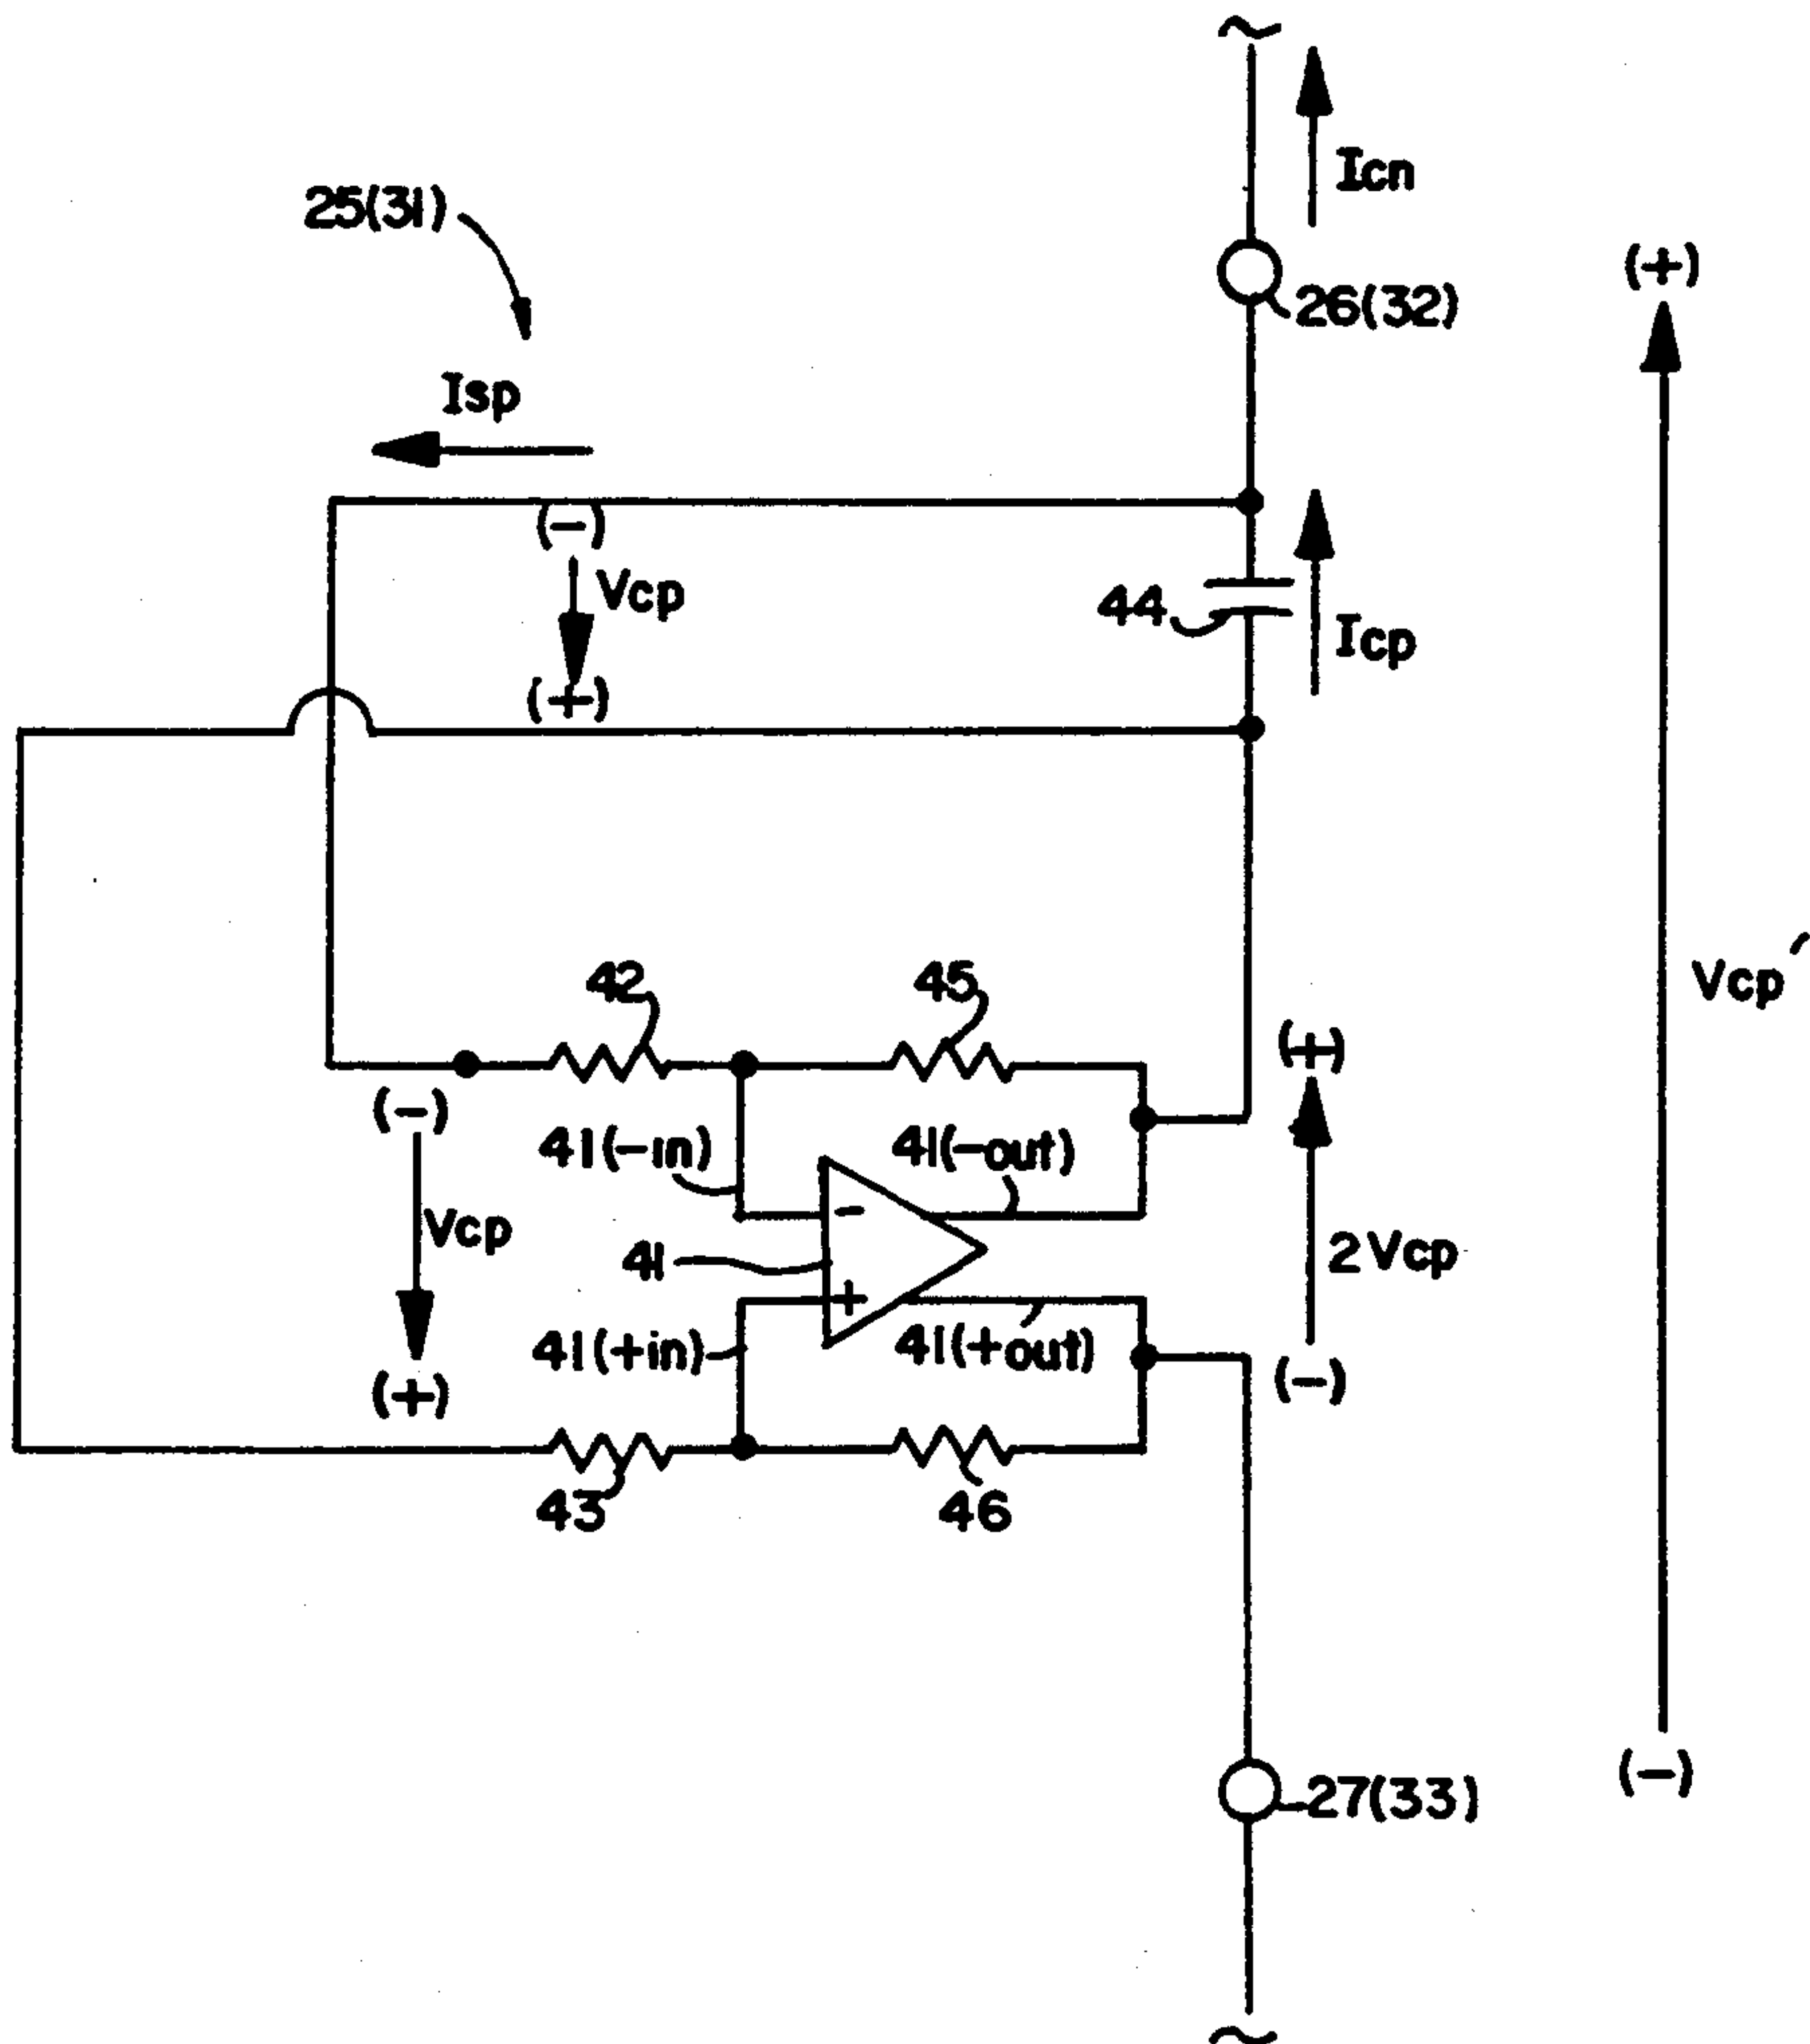 Icn
25(31)
(+)
26(32)
Isp
(-)
Vcp
44
Icp
(+)
Vcp'
42
45
(+)
(-)
41(-in)
41(-out)
Vcp
41
-
2Vcp
+
41(+in)
41(+out)
(-)
(+)
43
46
(-)
27(33)